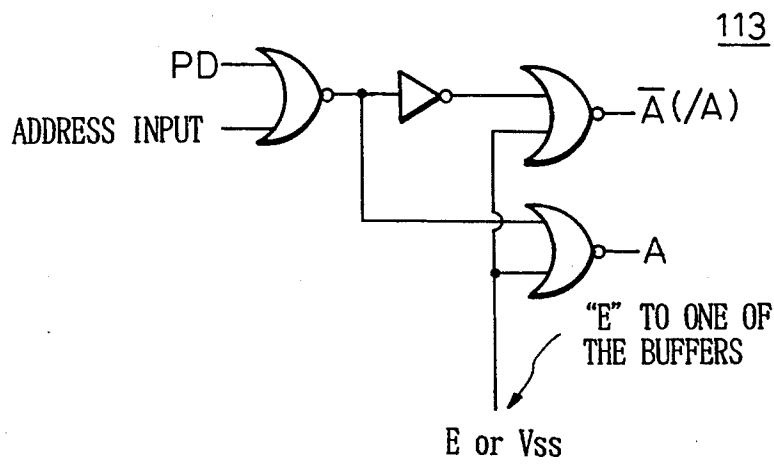 113
PD
ADDRESS INPUT
A̅(/A)
A
"E" TO ONE OF
THE BUFFERS
E or Vss